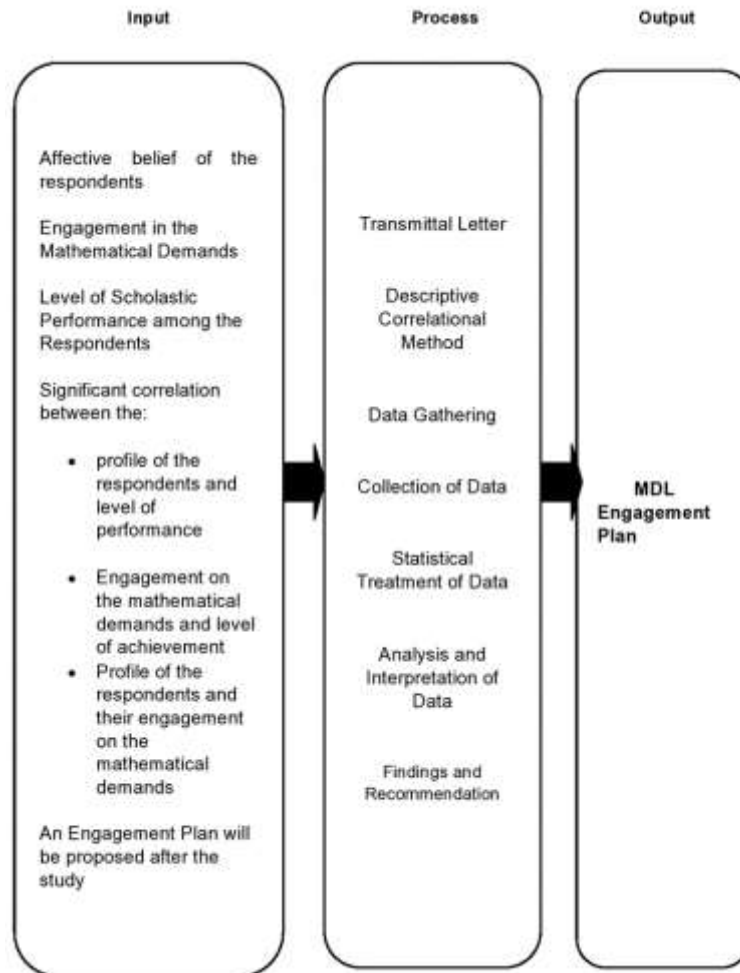 Input
Process
Output
Affective belief of the
respondents
Engagement in the
Mathematical Demands
Level of Scholastic
Performance among the
Respondents
Significant correlation
between the:
• profile of the
respondents and
level of
performance
• Engagement on
the mathematical
demands and level
of achievement
• Profile of the
respondents and
their engagement
on the
mathematical
demands
An Engagement Plan will
be proposed after the
study
Transmittal Letter
Descriptive
Correlational
Method
Data Gathering
Collection of Data
Statistical
Treatment of Data
Analysis and
Interpretation of
Data
Findings and
Recommendation
MDL
Engagement
Plan